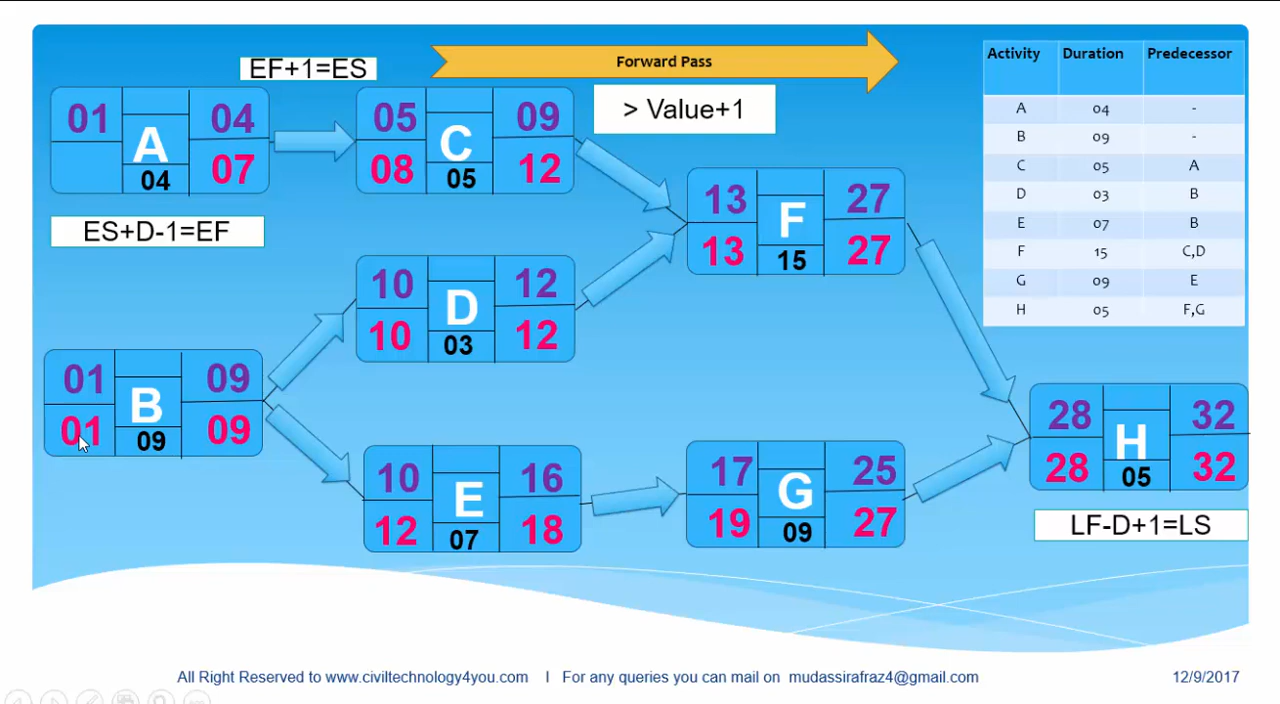 EF+1=ES
Forward Pass
> Value+1
Activity Duration Predecessor
A 04 -
B 09 -
C 05 A
D 03 B
E 07 B
F 15 C,D
G 09 E
H 05 F,G
01 A 04
07
04
05 C 09
08 12
05
ES+D-1=EF
13 F 27
13 27
15
10 D 12
10 12
03
01 B 09
01 09
09
28 H 32
28 32
05
10 E 16
12 18
07
17 G 25
19 27
09
LF-D+1=LS
All Right Reserved to www.civiltechnology4you.com I For any queries you can mail on mudassirafraz4@gmail.com 12/9/2017